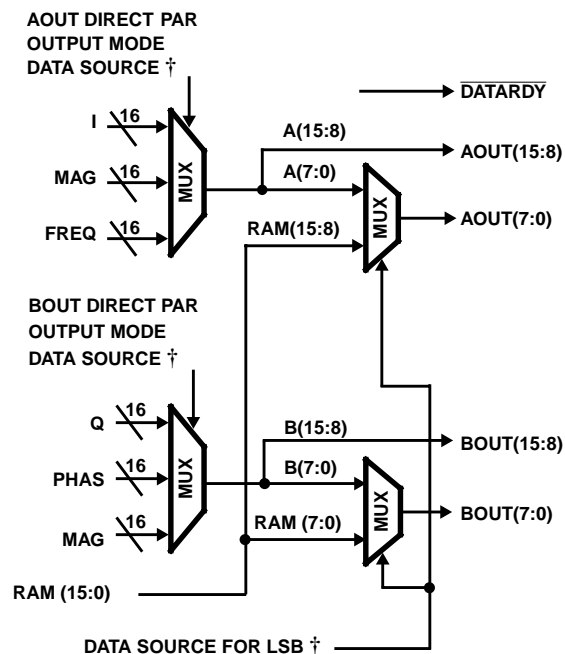 AOUT DIRECT PAR
OUTPUT MODE
DATA SOURCE †
DATARDY
I
16
A(15:8)
AOUT(15:8)
MAG
16
MUX
A(7:0)
MUX
AOUT(7:0)
FREQ
16
RAM(15:8)
BOUT DIRECT PAR
OUTPUT MODE
DATA SOURCE †
Q
16
B(15:8)
BOUT(15:8)
PHAS
16
MUX
B(7:0)
MUX
BOUT(7:0)
MAG
16
RAM (7:0)
RAM (15:0)
DATA SOURCE FOR LSB †